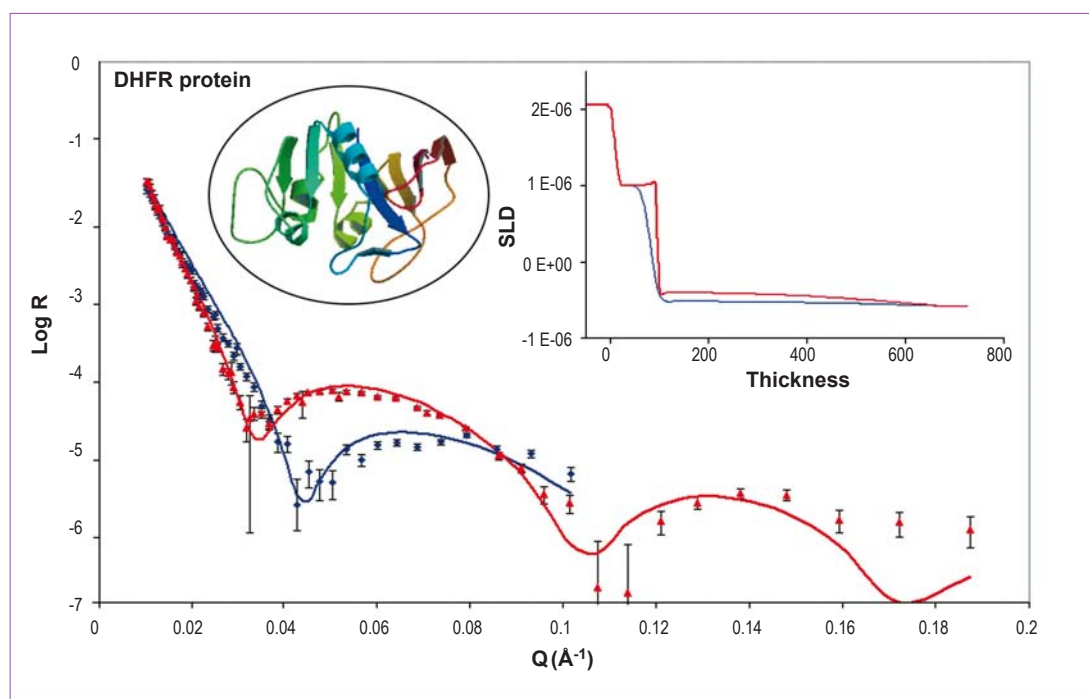 DHFR protein
0
-1
-2
-3
-4
-5
-6
-7
Log R
0
0.02
0.04
0.06
0.08
0.1
0.12
0.14
0.16
0.18
0.2
Q (Å-1)
2E-06
1 E-06
0 E+00
-1 E-06
SLD
0
200
400
600
800
Thickness